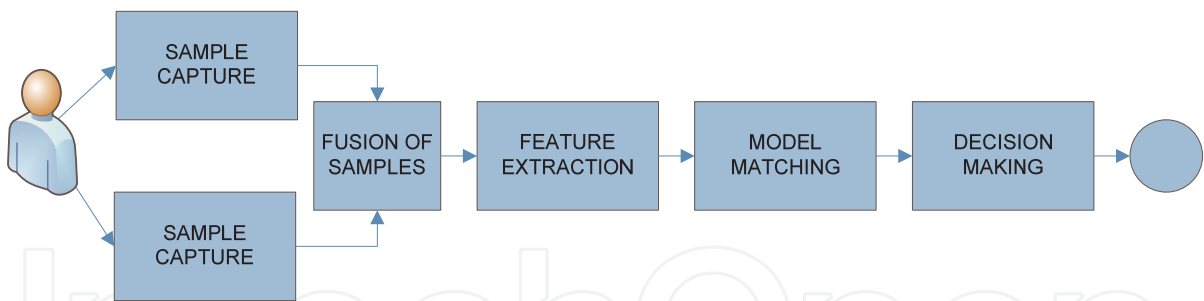 SAMPLE
CAPTURE
SAMPLE
CAPTURE
FUSION OF
SAMPLES
FEATURE
EXTRACTION
MODEL
MATCHING
DECISION
MAKING